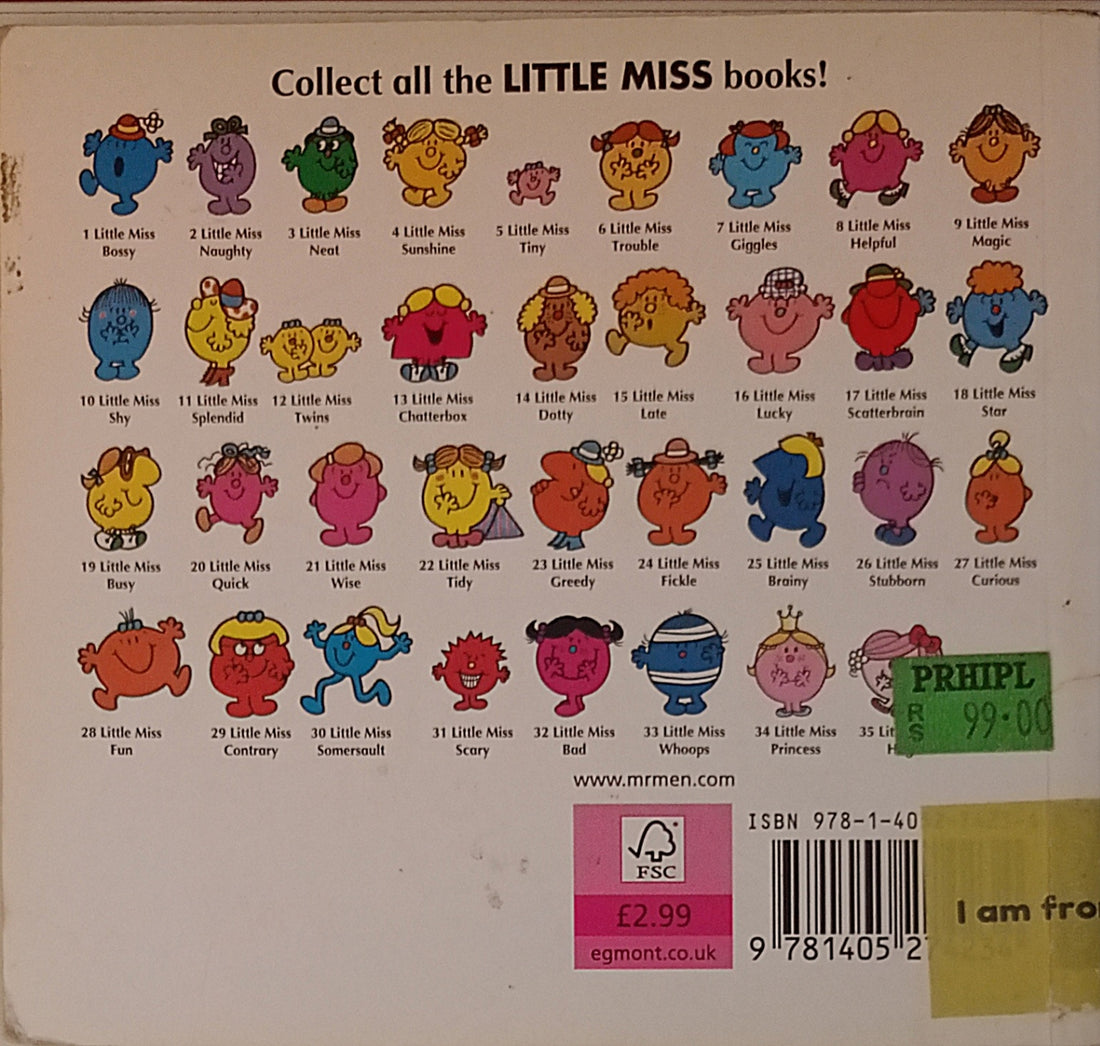 Collect all the LITTLE MISS books!
1 Little Miss Bossy
2 Little Miss Naughty
3 Little Miss Neat
4 Little Miss Sunshine
5 Little Miss Tiny
6 Little Miss Trouble
7 Little Miss Giggles
8 Little Miss Helpful
9 Little Miss Magic
10 Little Miss Shy
11 Little Miss Splendid
12 Little Miss Twins
13 Little Miss Chatterbox
14 Little Miss Dotty
15 Little Miss Late
16 Little Miss Lucky
17 Little Miss Scatterbrain
18 Little Miss Star
19 Little Miss Busy
20 Little Miss Quick
21 Little Miss Wise
22 Little Miss Tidy
23 Little Miss Greedy
24 Little Miss Fickle
25 Little Miss Brainy
26 Little Miss Stubborn
27 Little Miss Curious
28 Little Miss Fun
29 Little Miss Contrary
30 Little Miss Somersault
31 Little Miss Scary
32 Little Miss Bad
33 Little Miss Whoops
34 Little Miss Princess
35
PRHIPL
RS 99.00
www.mrmen.com
FSC
£2.99
egmont.co.uk
ISBN 978-1-40
9 781405 2
I am